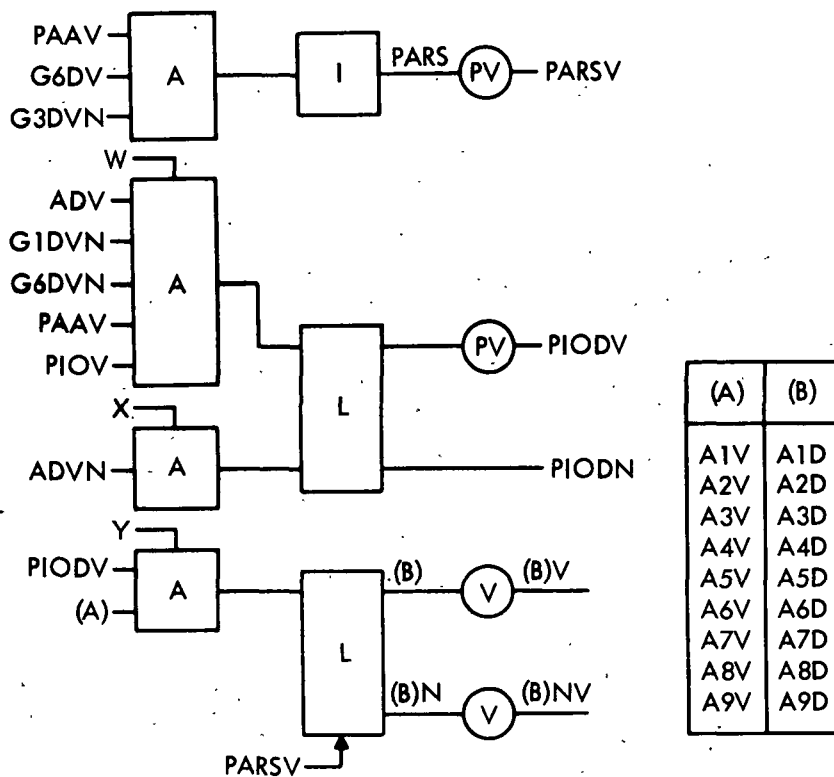 PAAV
G6DV
G3DVN
A
I
PARS
PV
PARSV
W
ADV
G1DVN
G6DVN
PAAV
PIOV
A
L
PV
PIODV
PIODN
X
ADVN
A
Y
PIODV
(A)
A
L
(B)
V
(B)V
(B)N
V
(B)NV
PARSV
(A) (B)
A1V A1D
A2V A2D
A3V A3D
A4V A4D
A5V A5D
A6V A6D
A7V A7D
A8V A8D
A9V A9D